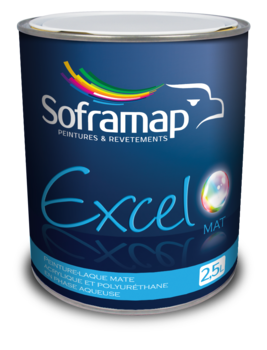 Soframap
PEINTURES & REVETEMENTS
Excel
MAT
PEINTURE-LAQUE MATE
ACRYLIQUE ET POLYURÉTHANE
EN PHASE AQUEUSE
2,5L